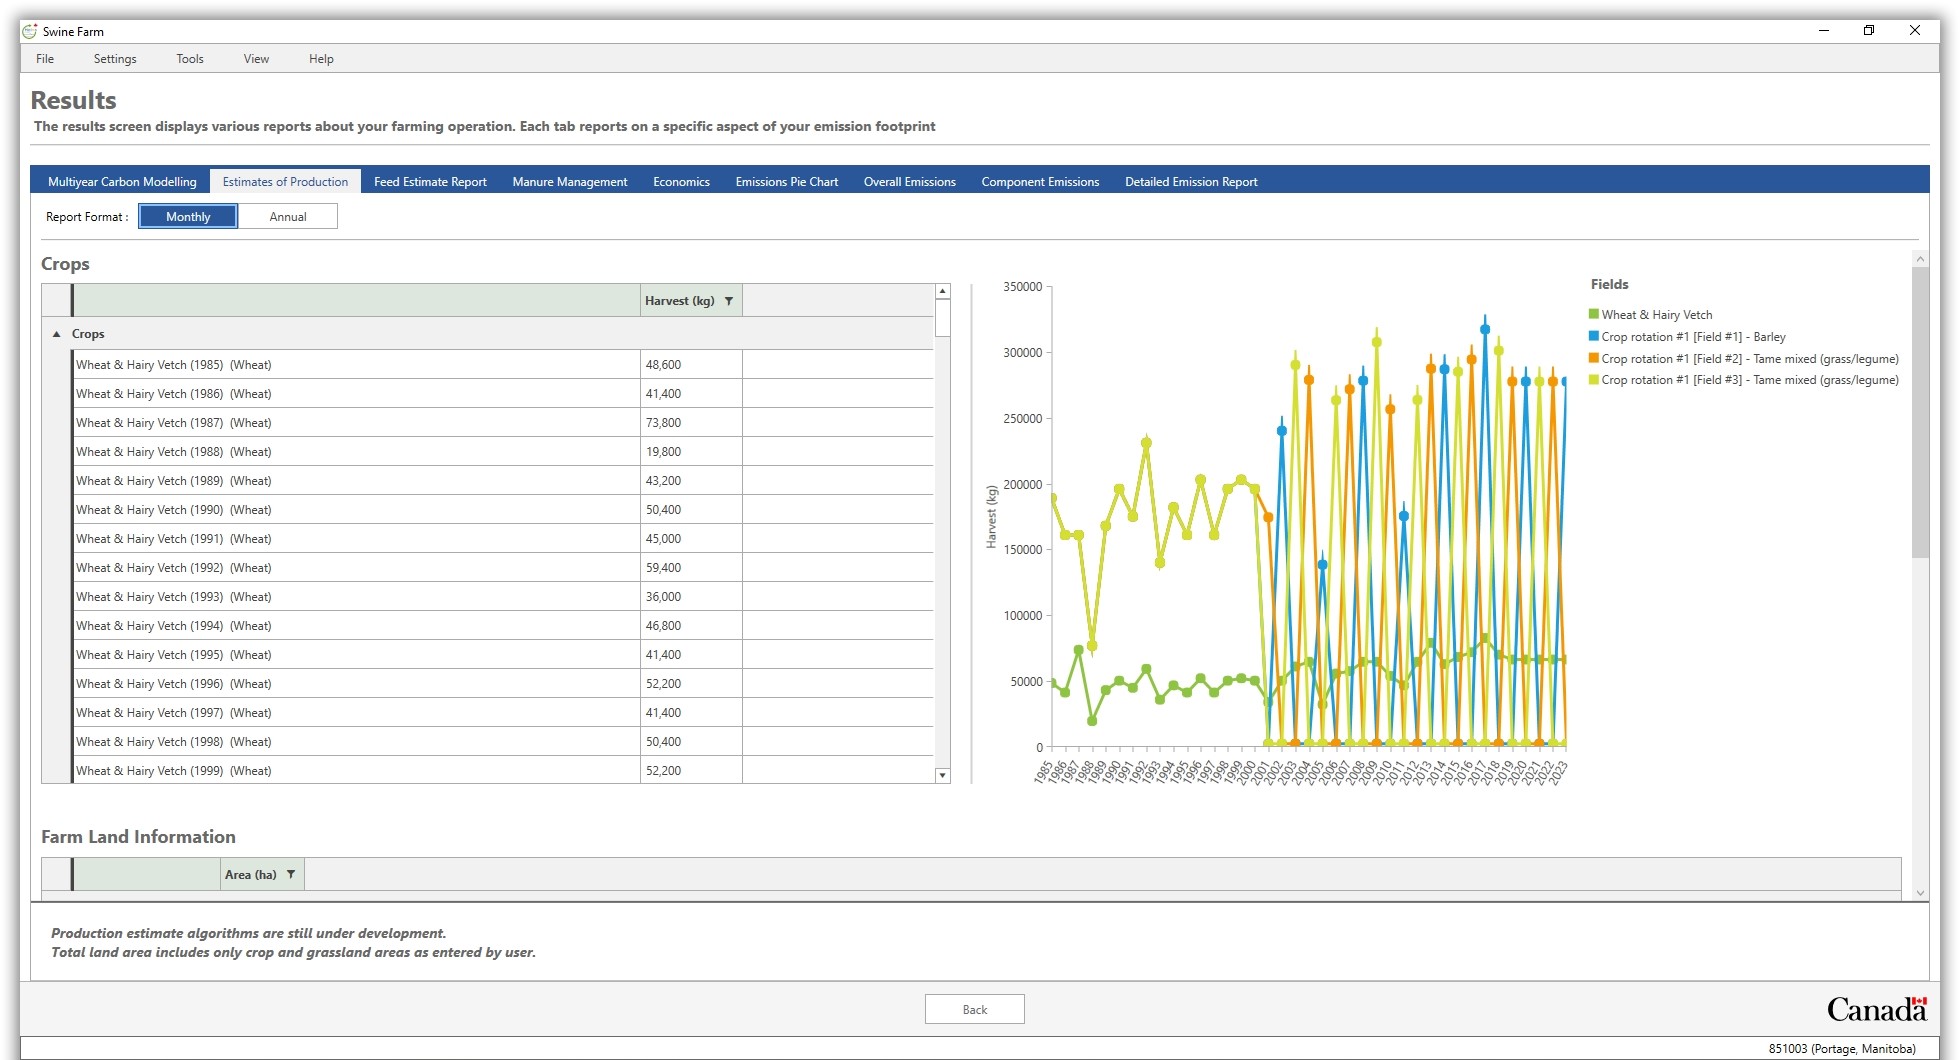 Swine Farm
File Settings Tools View Help
Results
The results screen displays various reports about your farming operation. Each tab reports on a specific aspect of your emission footprint
Multiyear Carbon Modelling Estimates of Production Feed Estimate Report Manure Management Economics Emissions Pie Chart Overall Emissions Component Emissions Detailed Emission Report
Report Format : Monthly Annual
Crops
Harvest (kg)
Crops
Wheat & Hairy Vetch (1985) (Wheat) 48,600
Wheat & Hairy Vetch (1986) (Wheat) 41,400
Wheat & Hairy Vetch (1987) (Wheat) 73,800
Wheat & Hairy Vetch (1988) (Wheat) 19,800
Wheat & Hairy Vetch (1989) (Wheat) 43,200
Wheat & Hairy Vetch (1990) (Wheat) 50,400
Wheat & Hairy Vetch (1991) (Wheat) 45,000
Wheat & Hairy Vetch (1992) (Wheat) 59,400
Wheat & Hairy Vetch (1993) (Wheat) 36,000
Wheat & Hairy Vetch (1994) (Wheat) 46,800
Wheat & Hairy Vetch (1995) (Wheat) 41,400
Wheat & Hairy Vetch (1996) (Wheat) 52,200
Wheat & Hairy Vetch (1997) (Wheat) 41,400
Wheat & Hairy Vetch (1998) (Wheat) 50,400
Wheat & Hairy Vetch (1999) (Wheat) 52,200
Harvest (kg)
350000
300000
250000
200000
150000
100000
50000
0
1985 1986 1987 1988 1989 1990 1991 1992 1993 1994 1995 1996 1997 1998 1999 2000 2001 2002 2003 2004 2005 2006 2007 2008 2009 2010 2011 2012 2013 2014 2015 2016 2017 2018 2019 2020 2021 2022 2023
Fields
Wheat & Hairy Vetch
Crop rotation #1 [Field #1] - Barley
Crop rotation #1 [Field #2] - Tame mixed (grass/legume)
Crop rotation #1 [Field #3] - Tame mixed (grass/legume)
Farm Land Information
Area (ha)
Production estimate algorithms are still under development.
Total land area includes only crop and grassland areas as entered by user.
Back
Canada
851003 (Portage, Manitoba)